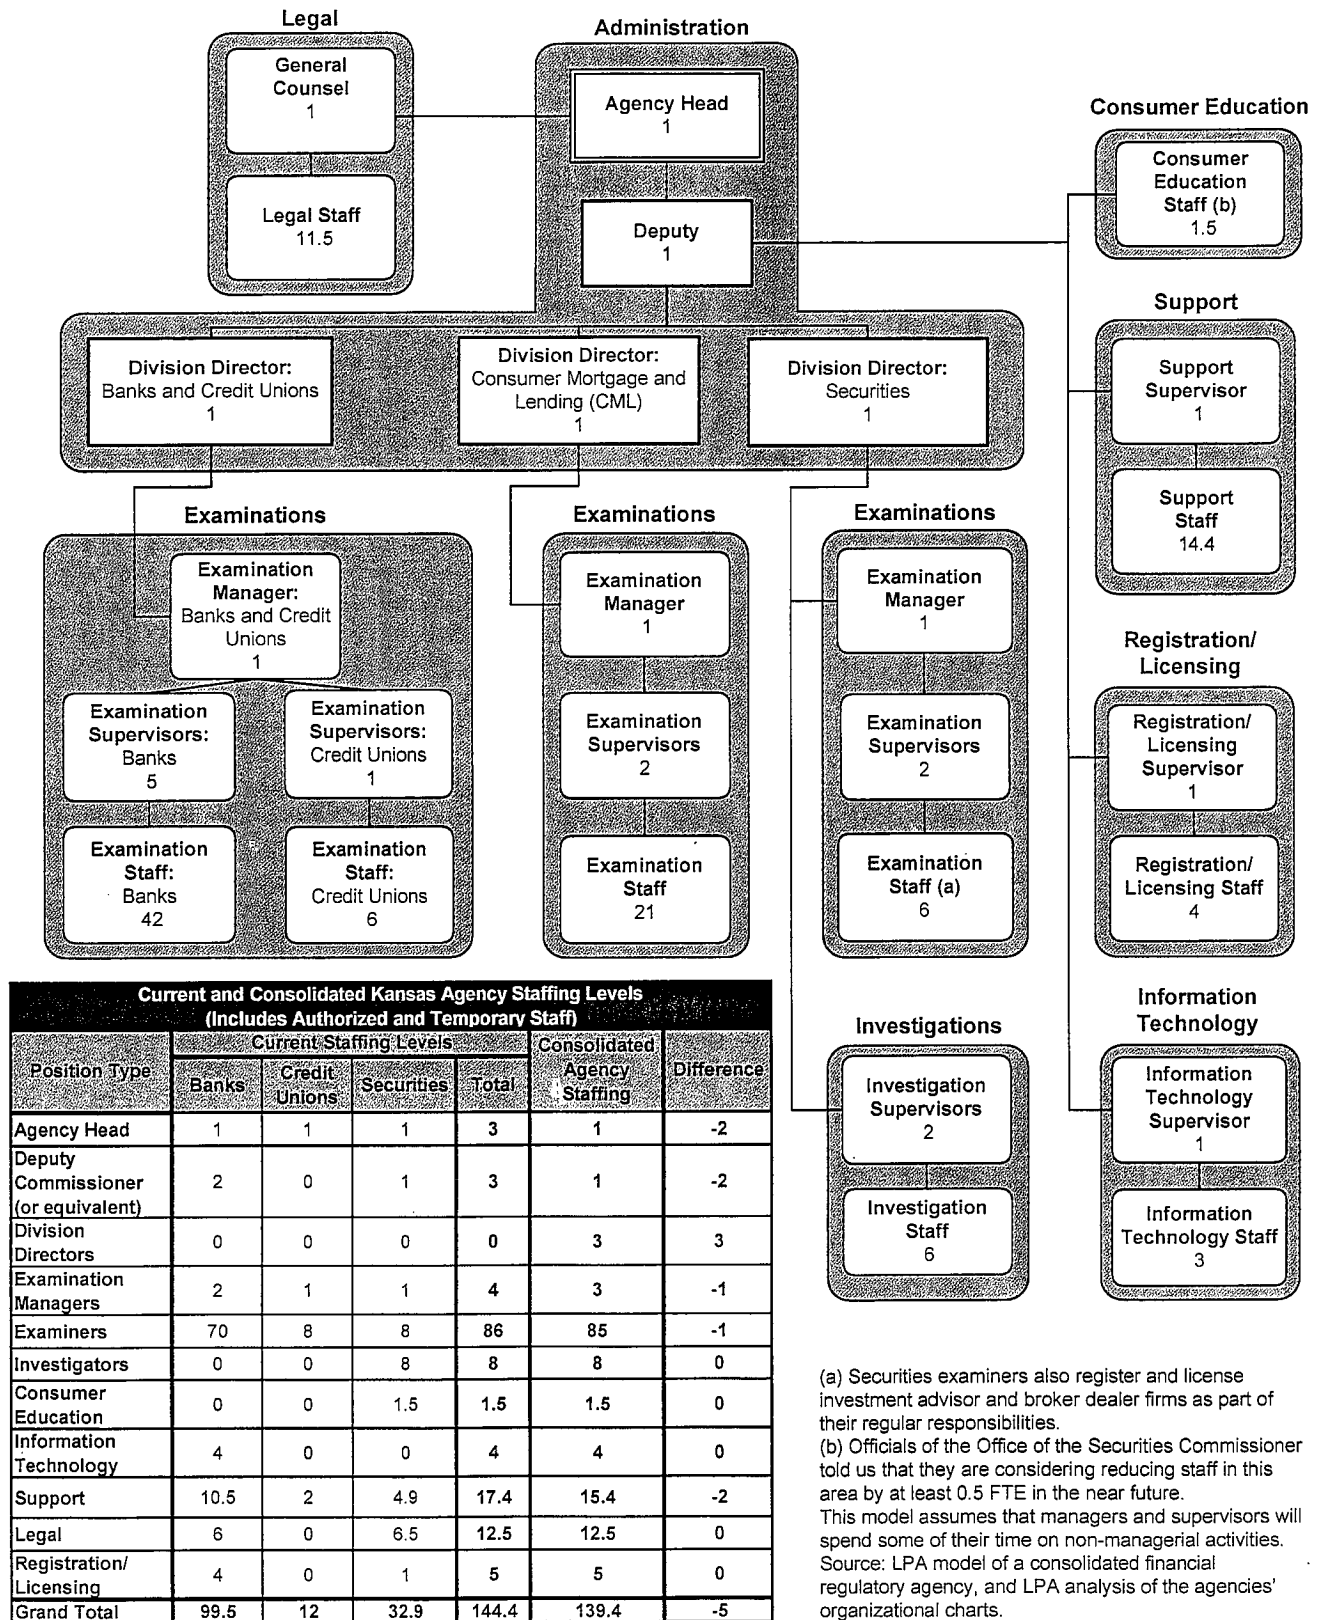 Legal
General
Counsel
1
Legal Staff
11.5
Administration
Agency Head
1
Deputy
1
Consumer Education
Consumer
Education
Staff (b)
1.5
Support
Support
Supervisor
1
Support
Staff
14.4
Division Director:
Banks and Credit Unions
1
Division Director:
Consumer Mortgage and
Lending (CML)
1
Division Director:
Securities
1
Examinations
Examination
Manager:
Banks and Credit
Unions
1
Examination
Supervisors:
Banks
5
Examination
Supervisors:
Credit Unions
1
Examination
Staff:
Banks
42
Examination
Staff:
Credit Unions
6
Examinations
Examination
Manager
1
Examination
Supervisors
2
Examination
Staff
21
Examinations
Examination
Manager
1
Examination
Supervisors
2
Examination
Staff (a)
6
Registration/
Licensing
Registration/
Licensing
Supervisor
1
Registration/
Licensing Staff
4
Investigations
Investigation
Supervisors
2
Investigation
Staff
6
Information
Technology
Information
Technology
Supervisor
1
Information
Technology Staff
3
Current and Consolidated Kansas Agency Staffing Levels
(Includes Authorized and Temporary Staff)
Position Type
Current Staffing Levels
Banks
Credit
Unions
Securities
Total
Consolidated
Agency
Staffing
Difference
Agency Head 1 1 1 3 1 -2
Deputy
Commissioner
(or equivalent) 2 0 1 3 1 -2
Division
Directors 0 0 0 0 3 3
Examination
Managers 2 1 1 4 3 -1
Examiners 70 8 8 86 85 -1
Investigators 0 0 8 8 8 0
Consumer
Education 0 0 1.5 1.5 1.5 0
Information
Technology 4 0 0 4 4 0
Support 10.5 2 4.9 17.4 15.4 -2
Legal 6 0 6.5 12.5 12.5 0
Registration/
Licensing 4 0 1 5 5 0
Grand Total 99.5 12 32.9 144.4 139.4 -5
(a) Securities examiners also register and license
investment advisor and broker dealer firms as part of
their regular responsibilities.
(b) Officials of the Office of the Securities Commissioner
told us that they are considering reducing staff in this
area by at least 0.5 FTE in the near future.
This model assumes that managers and supervisors will
spend some of their time on non-managerial activities.
Source: LPA model of a consolidated financial
regulatory agency, and LPA analysis of the agencies'
organizational charts.